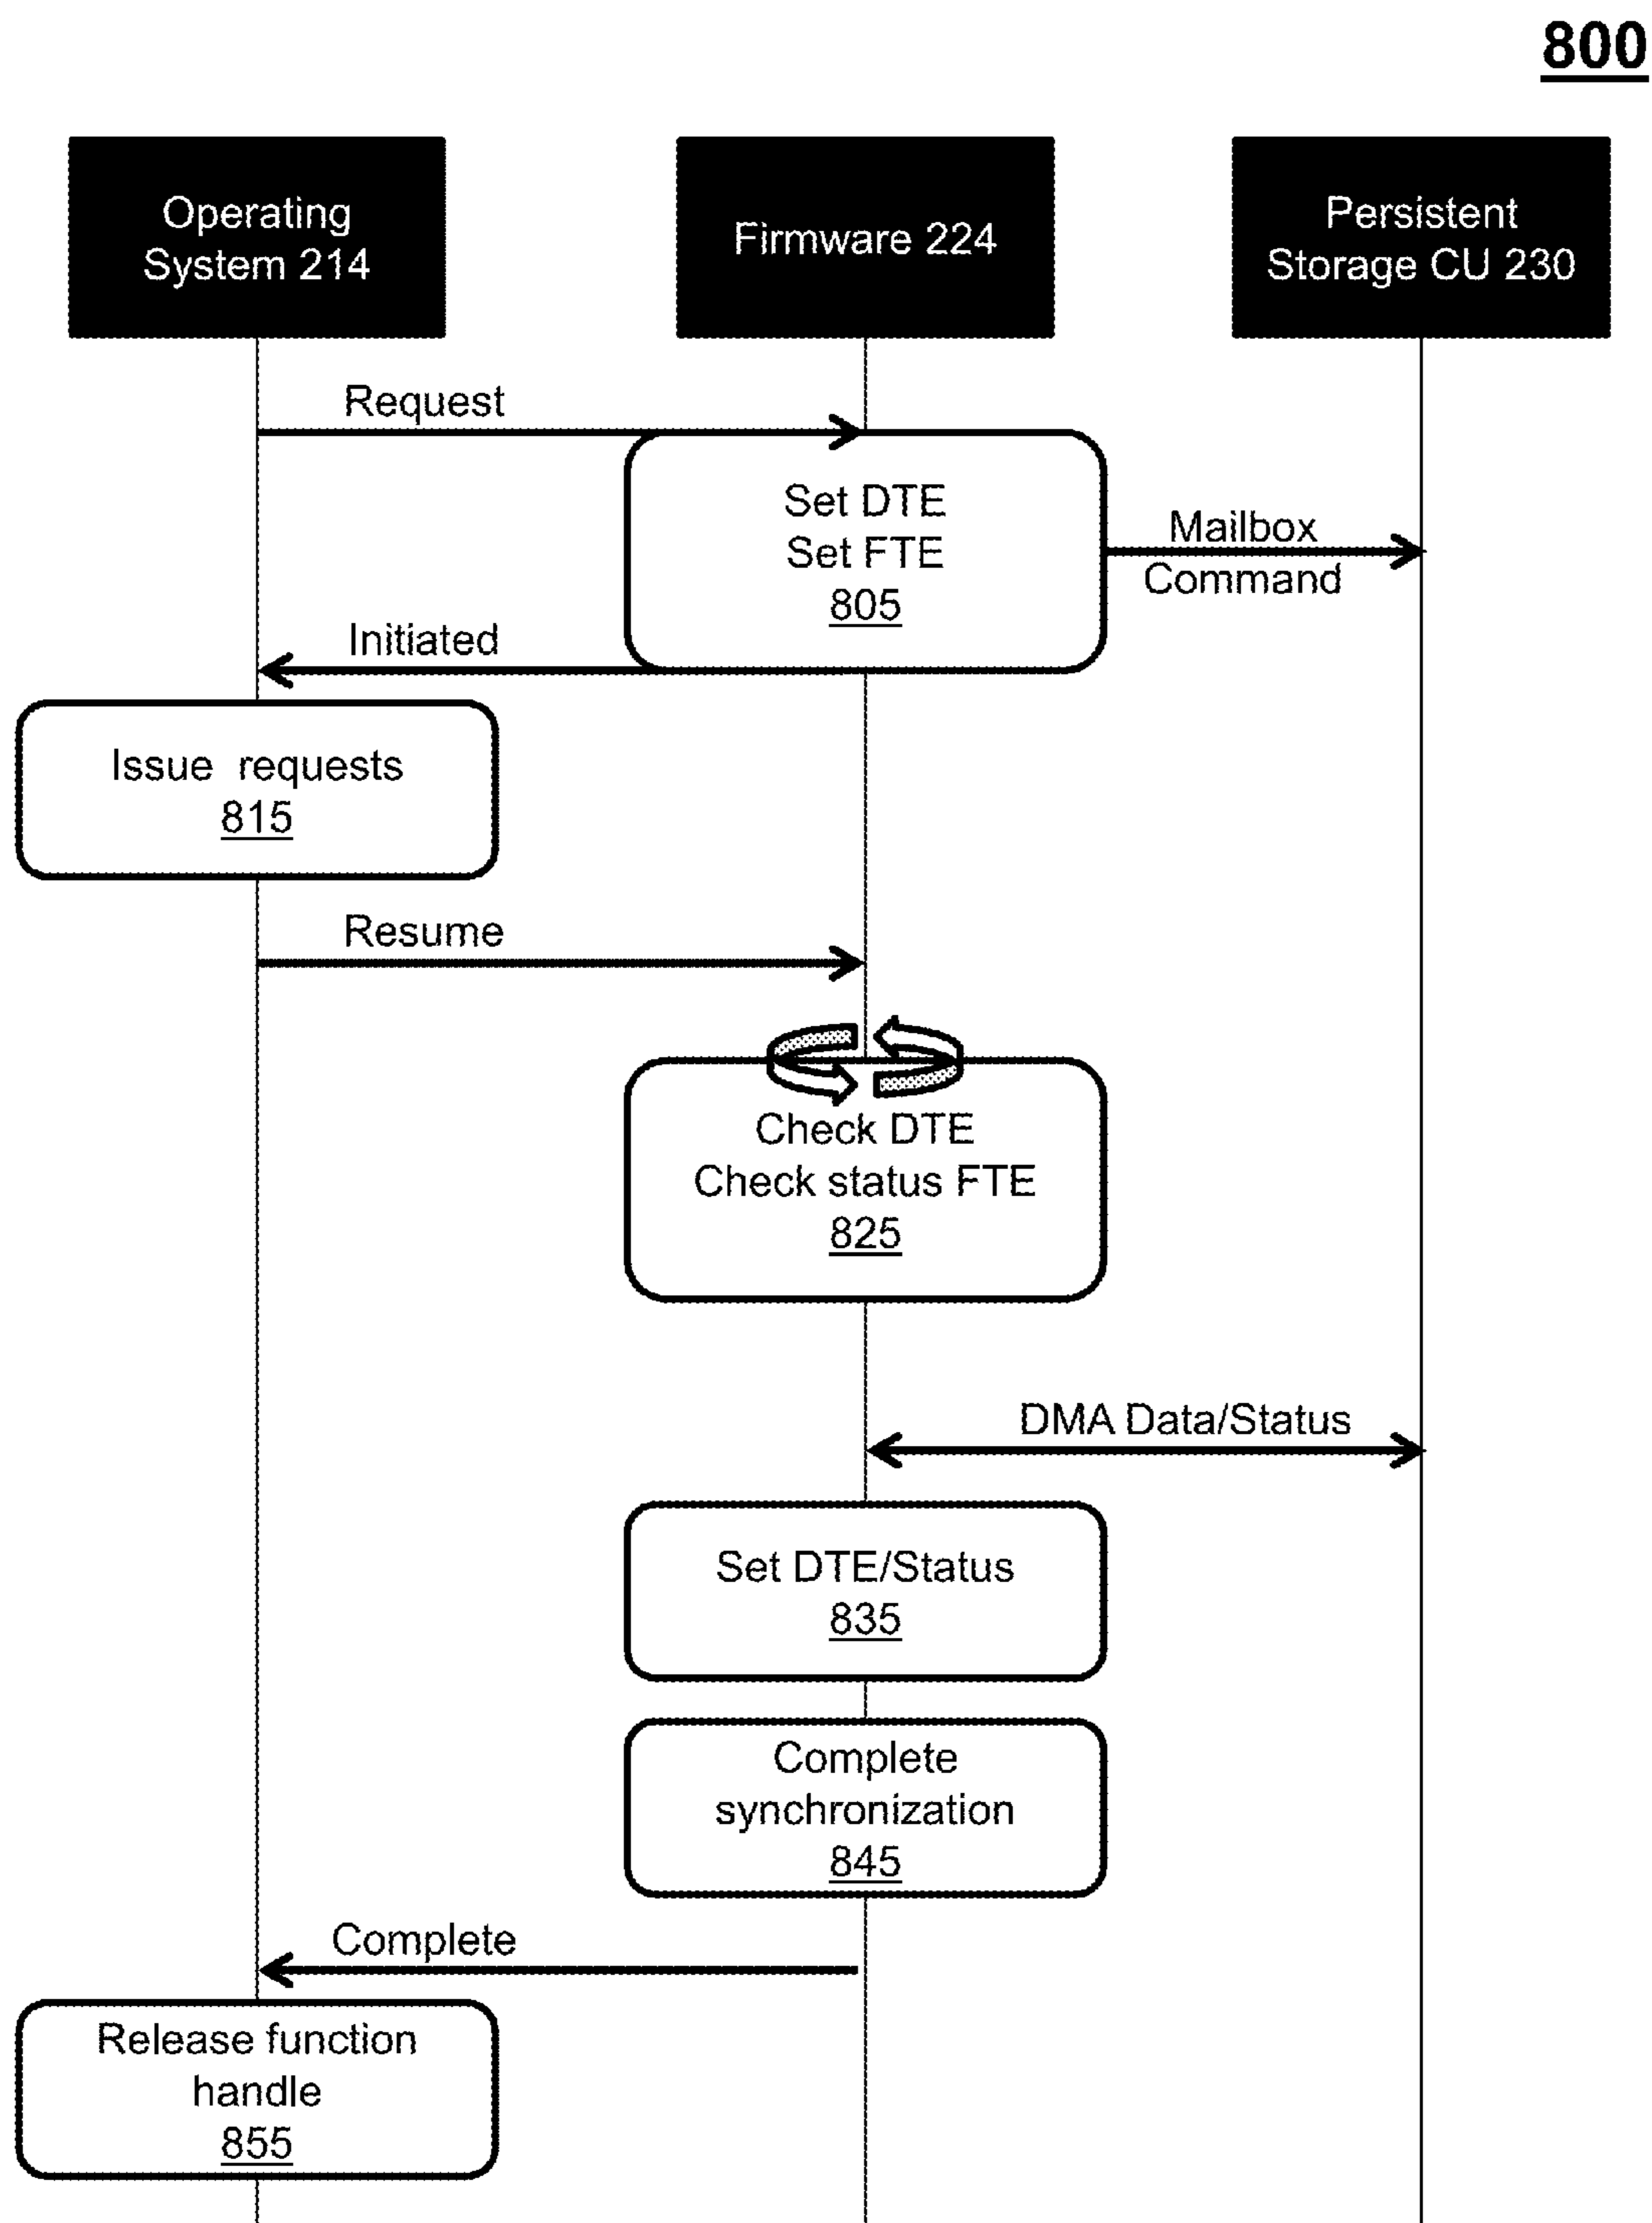 800
Operating
System 214
Firmware 224
Persistent
Storage CU 230
Request
Set DTE
Set FTE
805
Mailbox
Command
Initiated
Issue requests
815
Resume
Check DTE
Check status FTE
825
DMA Data/Status
Set DTE/Status
835
Complete
synchronization
845
Complete
Release function
handle
855